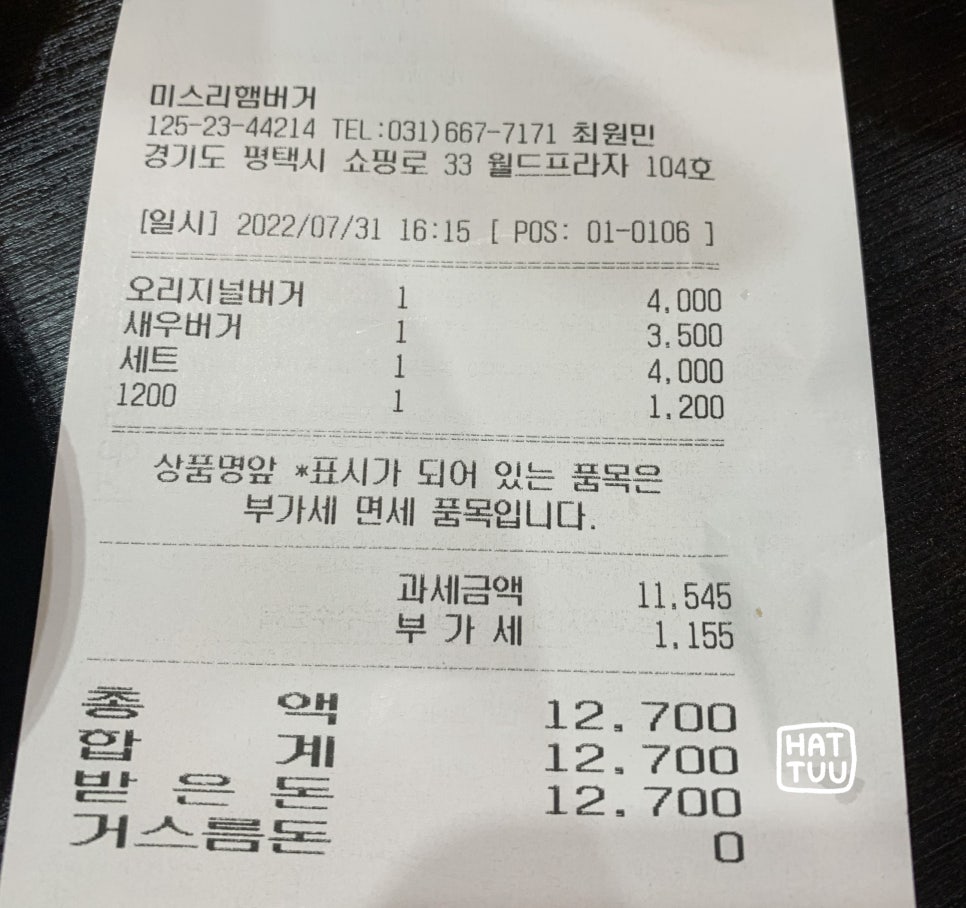 미스리햄버거
125-23-44214 TEL:031)667-7171 최원민
경기도 평택시 쇼핑로 33 월드프라자 104호
[일시] 2022/07/31 16:15 [ POS: 01-0106 ]
오리지널버거 1 4,000
새우버거 1 3,500
세트 1 4,000
1200 1 1,200
상품명앞 *표시가 되어 있는 품목은
부가세 면세 품목입니다.
과세금액 11,545
부 가 세 1,155
총 액 12,700
합 계 12,700
받 은 돈 12,700
거스름돈 0
HAT
TUU